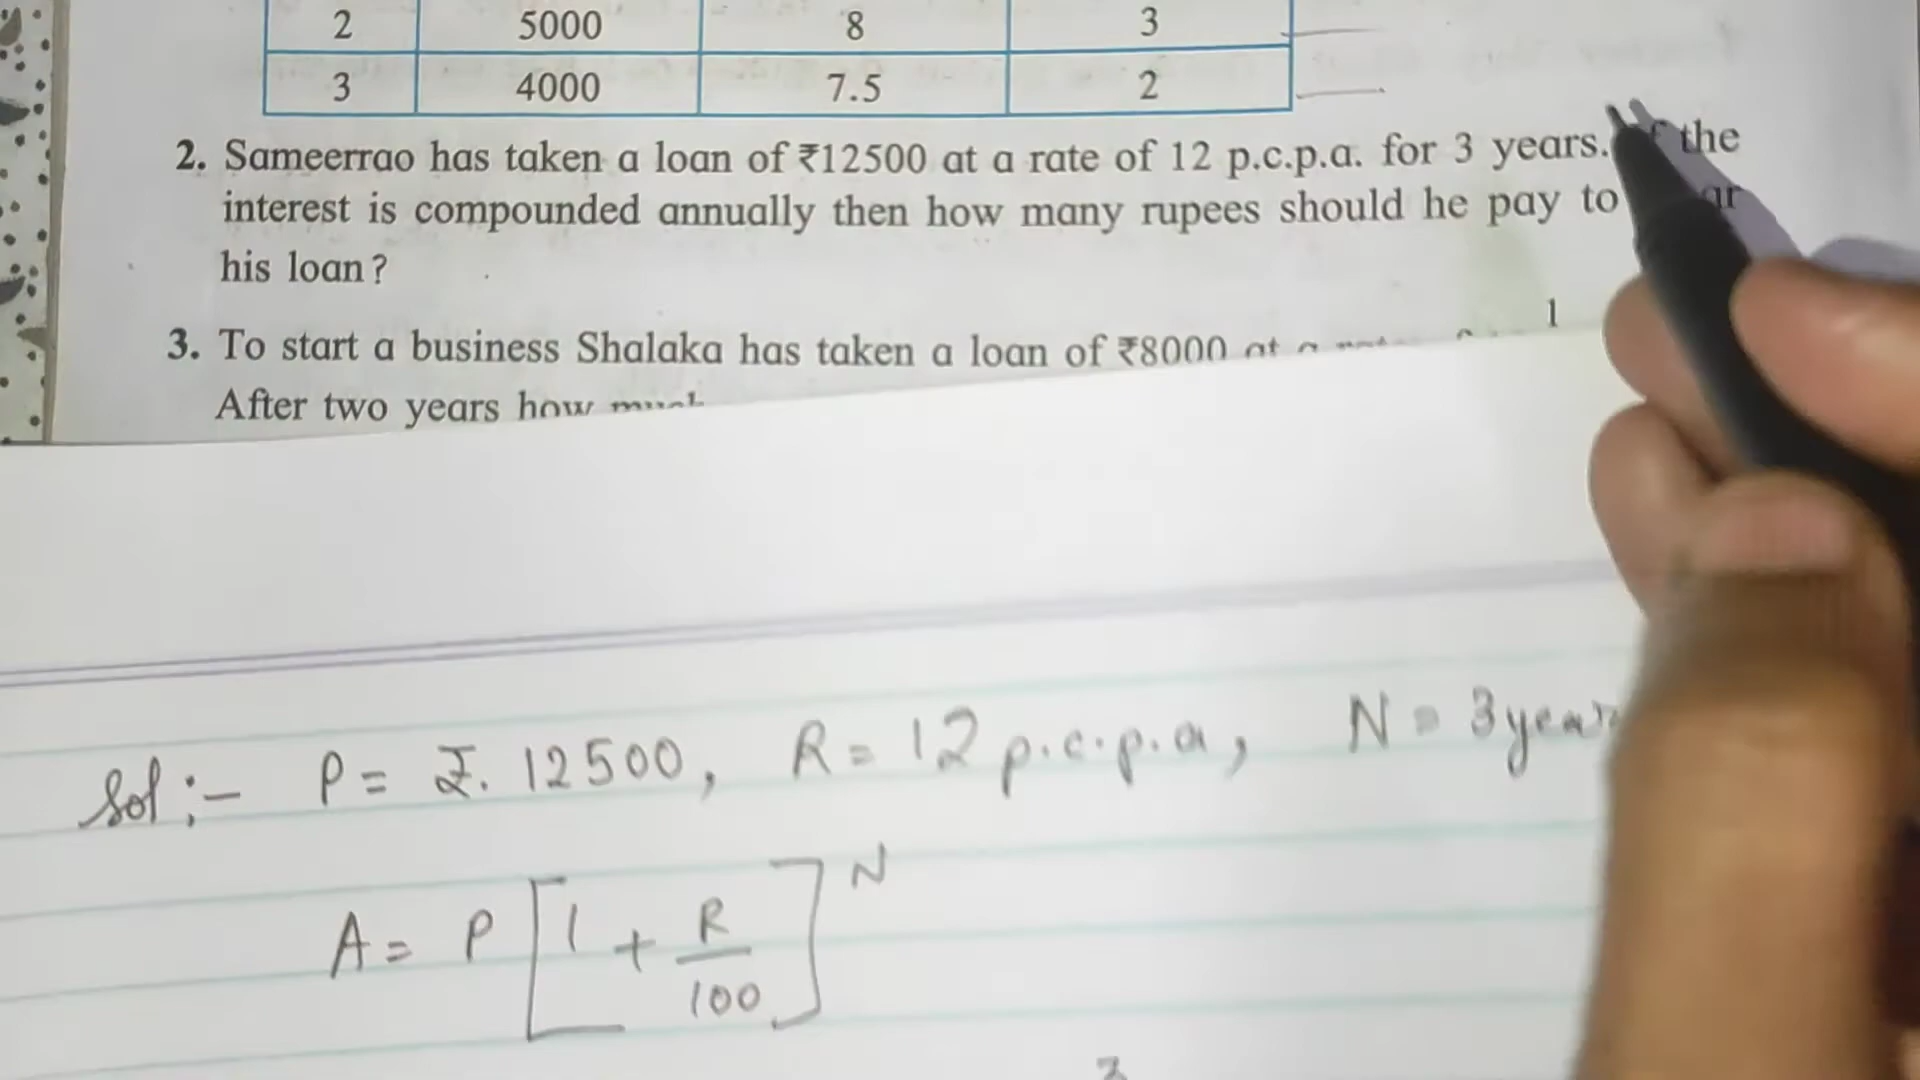 2 5000 8 3
3 4000 7.5 2
2. Sameerrao has taken a loan of ₹12500 at a rate of 12 p.c.p.a. for 3 years. the
interest is compounded annually then how many rupees should he pay to
his loan?
1
3. To start a business Shalaka has taken a loan of ₹8000 at a
After two years how
Sol :- P = ₹. 12500, R = 12 p.c.p.a, N = 3 year
A = P [1 + R/100]^N